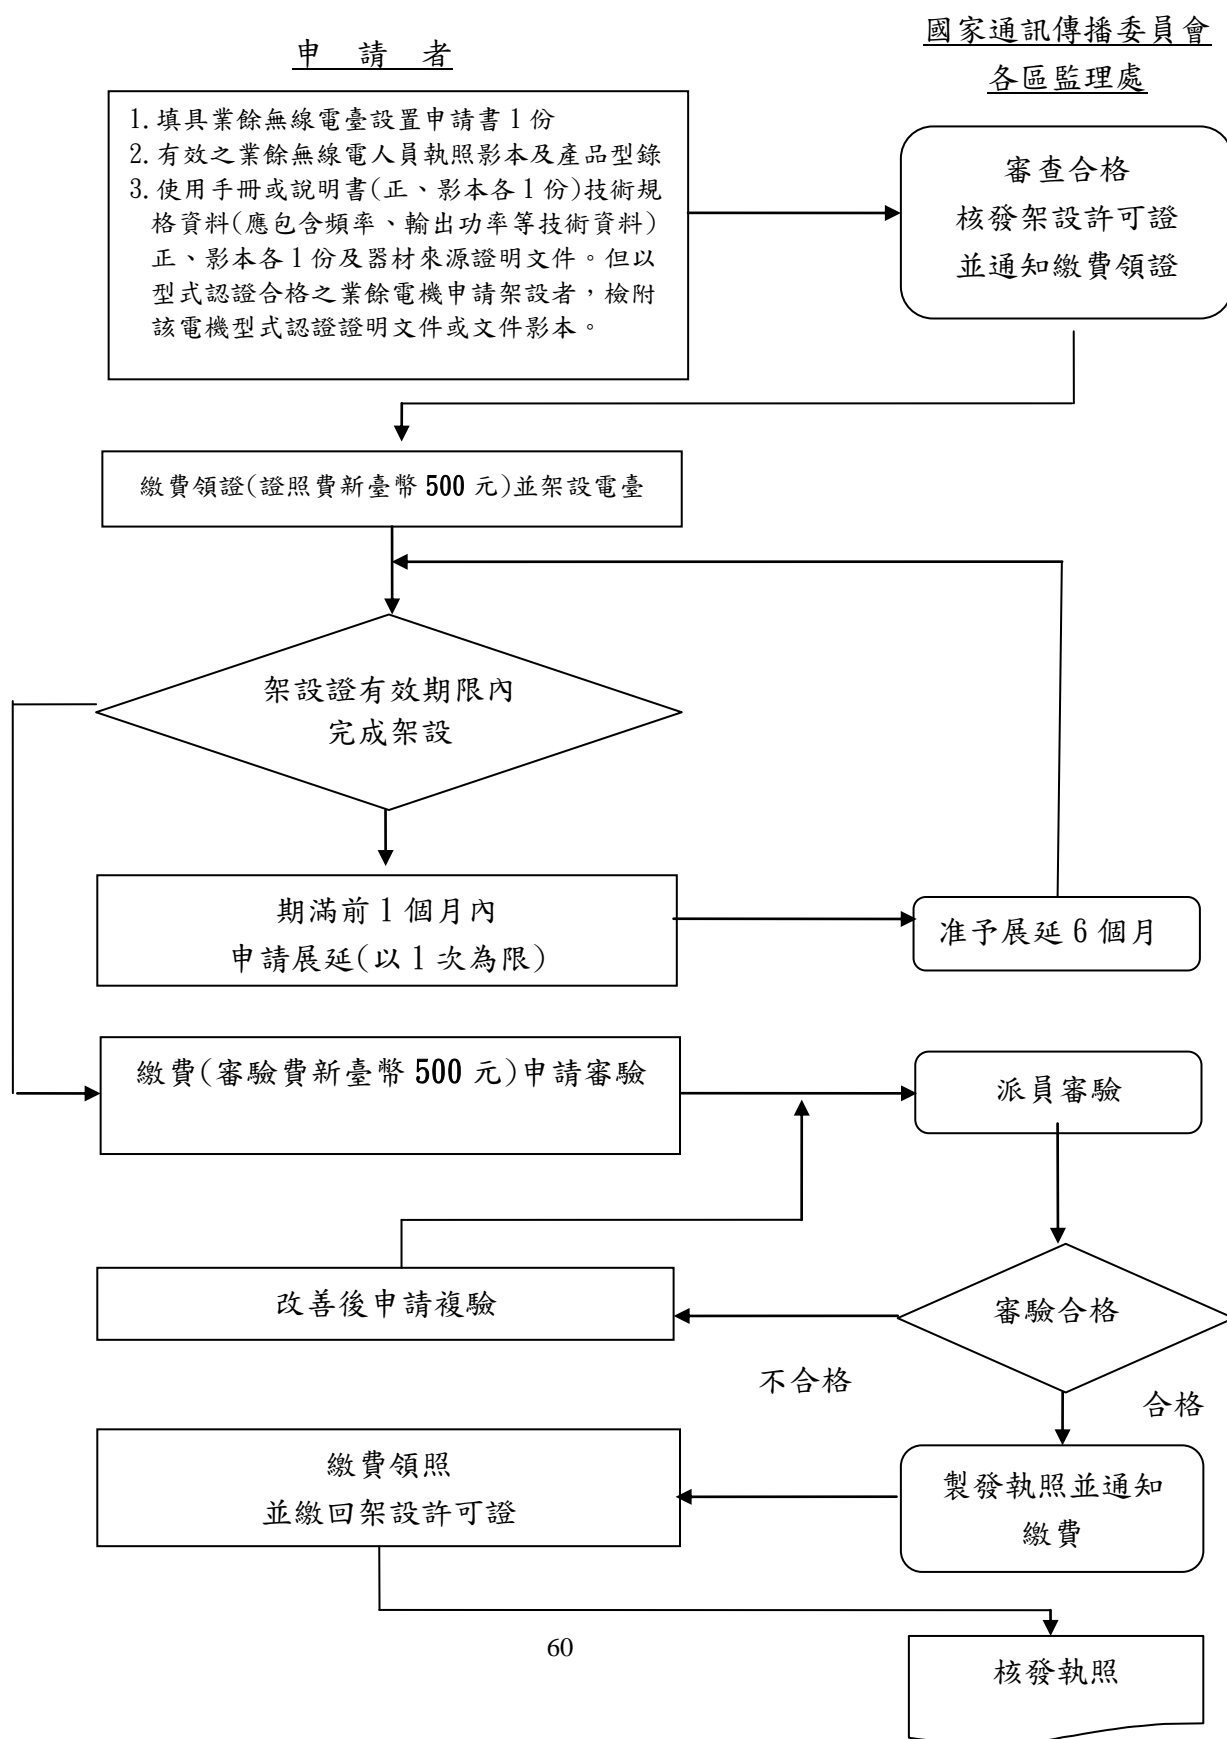 申 請 者
國家通訊傳播委員會
各區監理處
1.填具業餘無線電臺設置申請書1份
2.有效之業餘無線電人員執照影本及產品型錄
3.使用手冊或說明書(正、影本各1份)技術規
格資料(應包含頻率、輸出功率等技術資料)
正、影本各1份及器材來源證明文件。但以
型式認證合格之業餘電機申請架設者，檢附
該電機型式認證證明文件或文件影本。
審查合格
核發架設許可證
並通知繳費領證
繳費領證(證照費新臺幣500元)並架設電臺
架設證有效期限內
完成架設
期滿前1個月內
申請展延(以1次為限)
准予展延6個月
繳費(審驗費新臺幣500元)申請審驗
派員審驗
改善後申請複驗
審驗合格
不合格
合格
繳費領照
並繳回架設許可證
製發執照並通知
繳費
60
核發執照